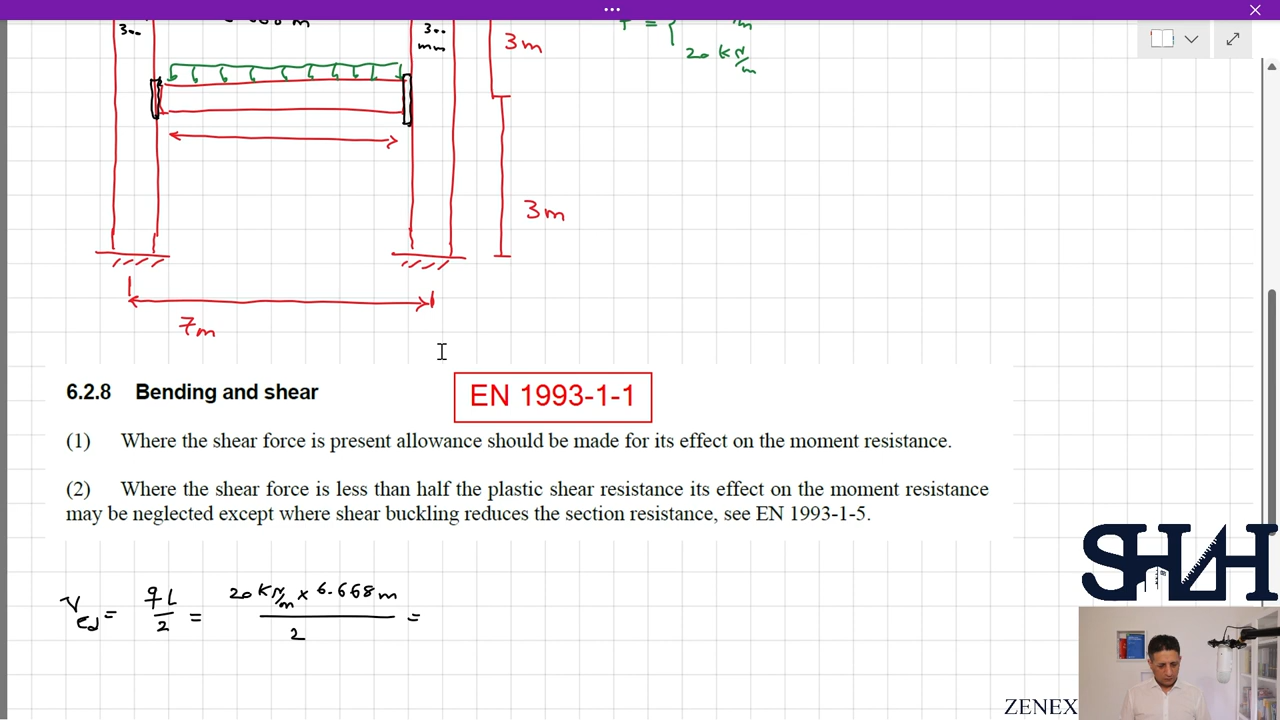 300
300
mm
m
20 kN/m
3m
3m
7m
6.2.8 Bending and shear
EN 1993-1-1
(1) Where the shear force is present allowance should be made for its effect on the moment resistance.
(2) Where the shear force is less than half the plastic shear resistance its effect on the moment resistance
may be neglected except where shear buckling reduces the section resistance, see EN 1993-1-5.
V_Ed = qL/2 = 20 kN/m × 6.668 m / 2 =
SHLH
ZENEX